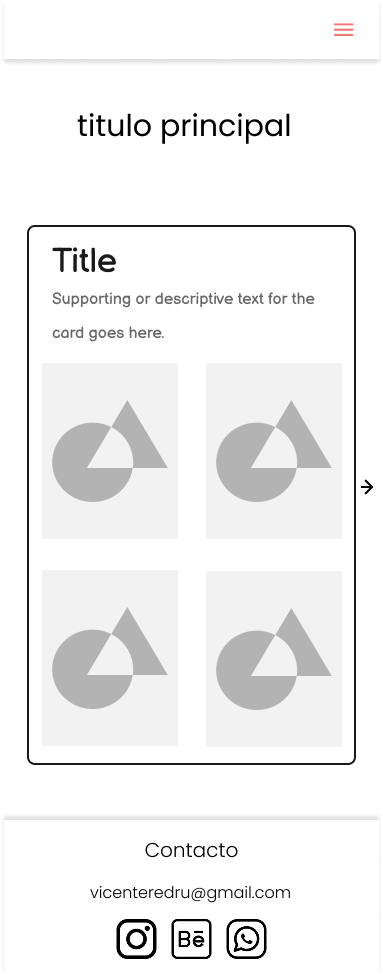 titulo principal
Title
Supporting or descriptive text for the
card goes here.
Contacto
vicenteredru@gmail.com
Bē